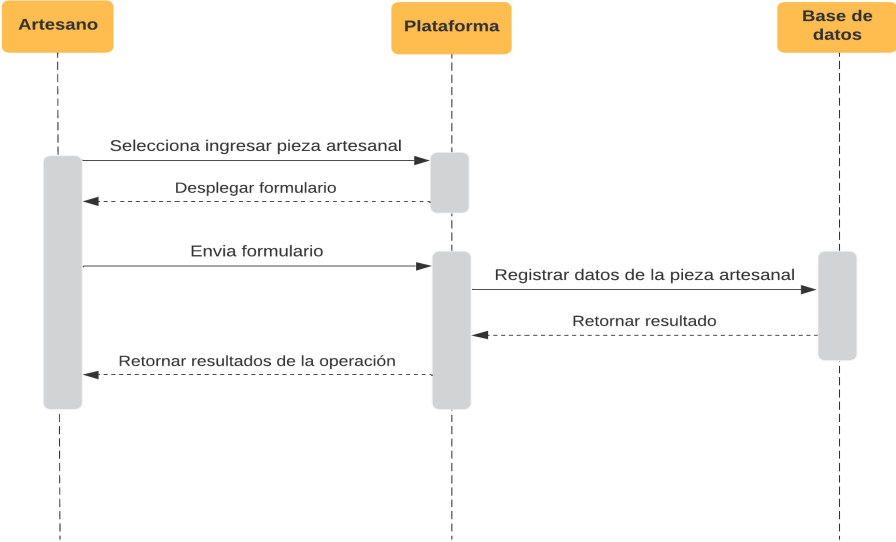 Artesano
Plataforma
Base de
datos
Selecciona ingresar pieza artesanal
Desplegar formulario
Envia formulario
Registrar datos de la pieza artesanal
Retornar resultado
Retornar resultados de la operación